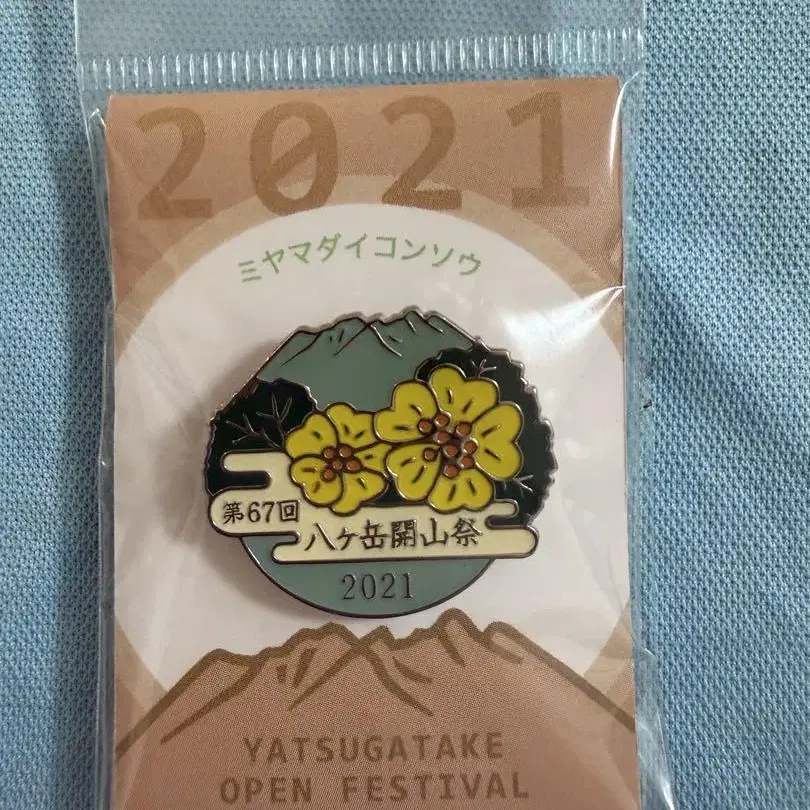 2021
ミヤマダイコンソウ
第67回
八ヶ岳開山祭
2021
YATSUGATAKE
OPEN FESTIVAL